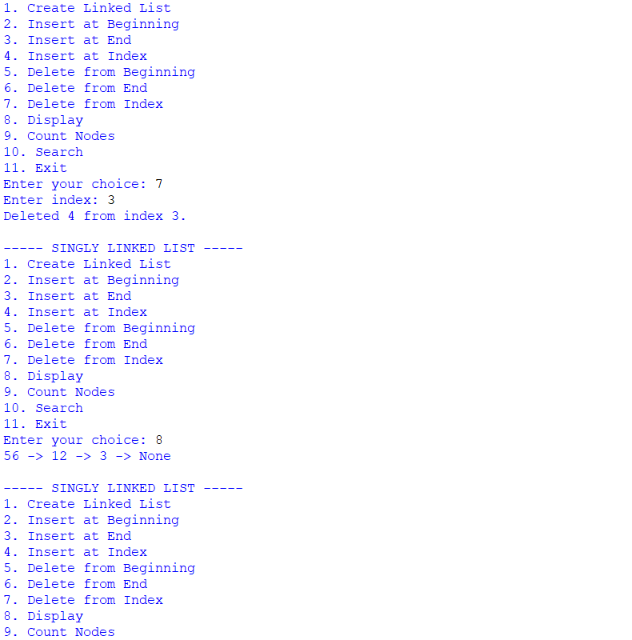 1. Create Linked List
2. Insert at Beginning
3. Insert at End
4. Insert at Index
5. Delete from Beginning
6. Delete from End
7. Delete from Index
8. Display
9. Count Nodes
10. Search
11. Exit
Enter your choice: 7
Enter index: 3
Deleted 4 from index 3.
----- SINGLY LINKED LIST -----
1. Create Linked List
2. Insert at Beginning
3. Insert at End
4. Insert at Index
5. Delete from Beginning
6. Delete from End
7. Delete from Index
8. Display
9. Count Nodes
10. Search
11. Exit
Enter your choice: 8
56 -> 12 -> 3 -> None
----- SINGLY LINKED LIST -----
1. Create Linked List
2. Insert at Beginning
3. Insert at End
4. Insert at Index
5. Delete from Beginning
6. Delete from End
7. Delete from Index
8. Display
9. Count Nodes